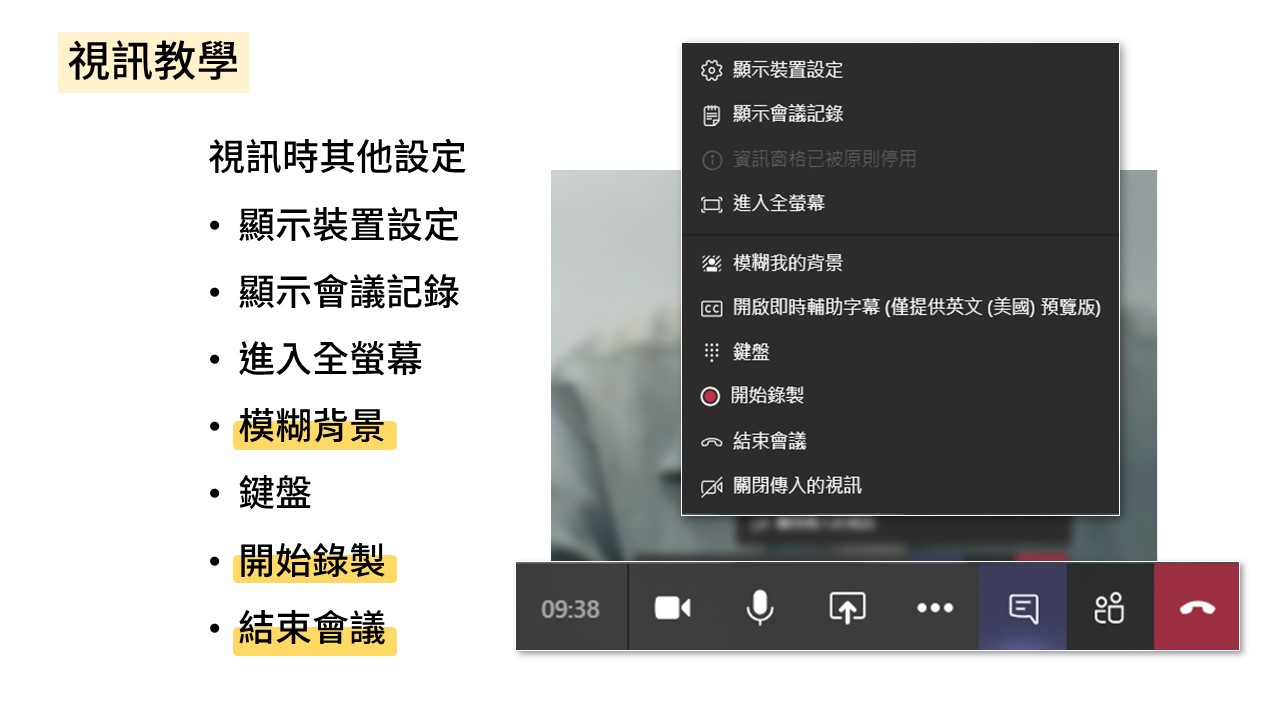 視訊教學
視訊時其他設定
• 顯示裝置設定
• 顯示會議記錄
• 進入全螢幕
• 模糊背景
• 鍵盤
• 開始錄製
• 結束會議
顯示裝置設定
顯示會議記錄
資訊窗格已被原則停用
進入全螢幕
模糊我的背景
CC 開啟即時輔助字幕 (僅提供英文 (美國) 預覽版)
鍵盤
開始錄製
結束會議
關閉傳入的視訊
09:38